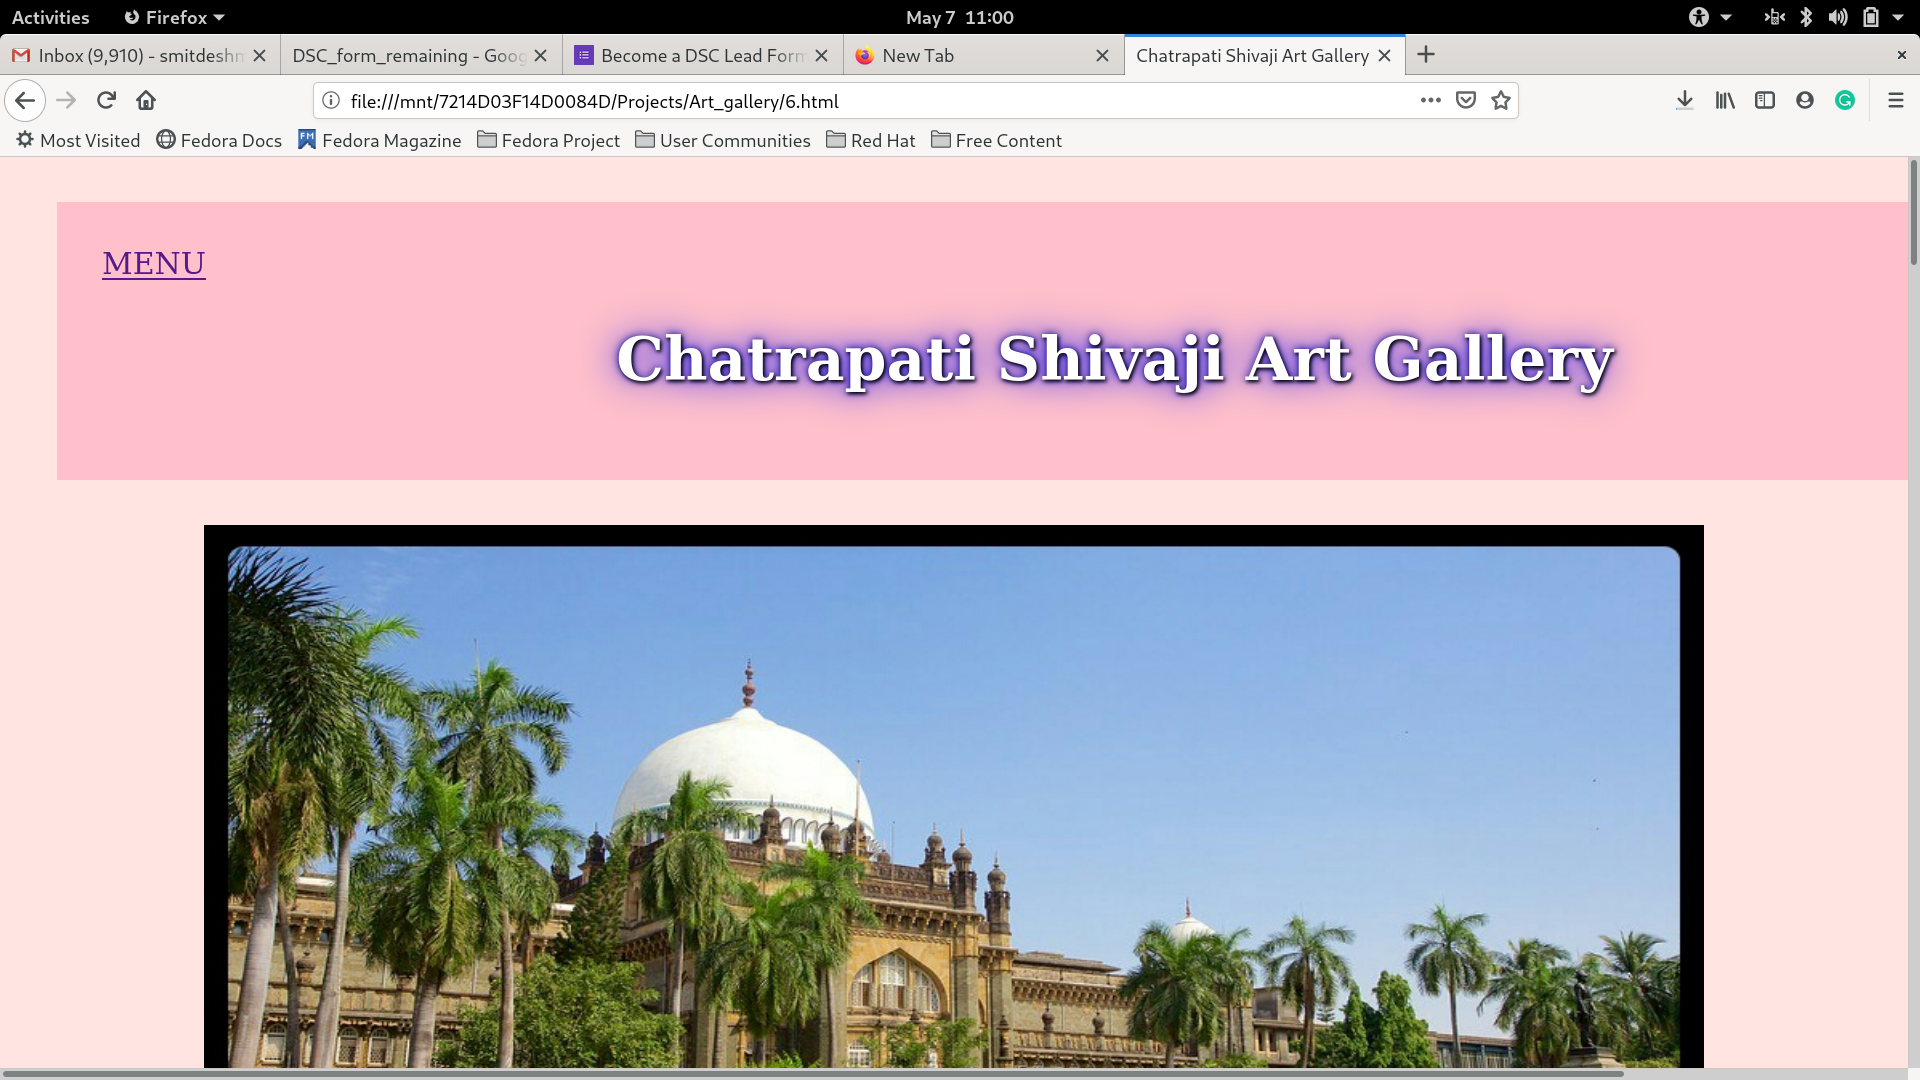 Activities Firefox May 7 11:00
Inbox (9,910) - smitdeshm DSC_form_remaining - Goog Become a DSC Lead Form New Tab Chatrapati Shivaji Art Gallery
file:///mnt/7214D03F14D0084D/Projects/Art_gallery/6.html
Most Visited Fedora Docs FM Fedora Magazine Fedora Project User Communities Red Hat Free Content
MENU
Chatrapati Shivaji Art Gallery